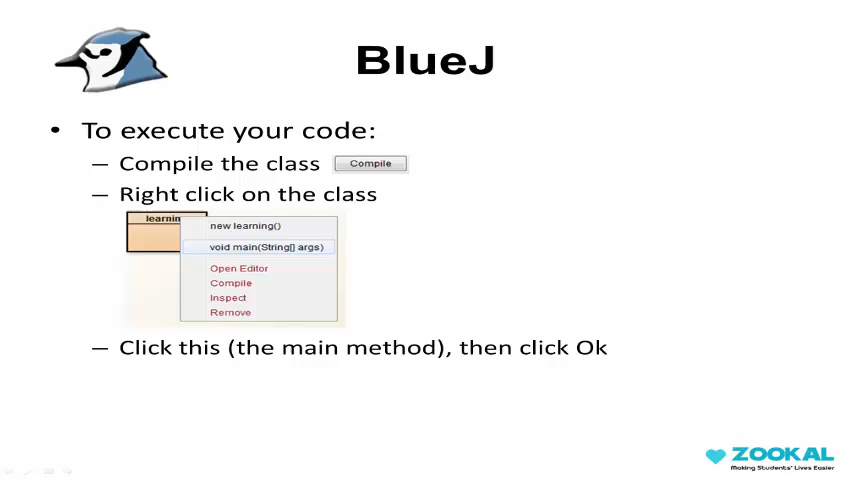 BlueJ
• To execute your code:
– Compile the class Compile
– Right click on the class
learnin
new learning()
void main(String[] args)
Open Editor
Compile
Inspect
Remove
– Click this (the main method), then click Ok
ZOOKAL
Making Students' Lives Easier